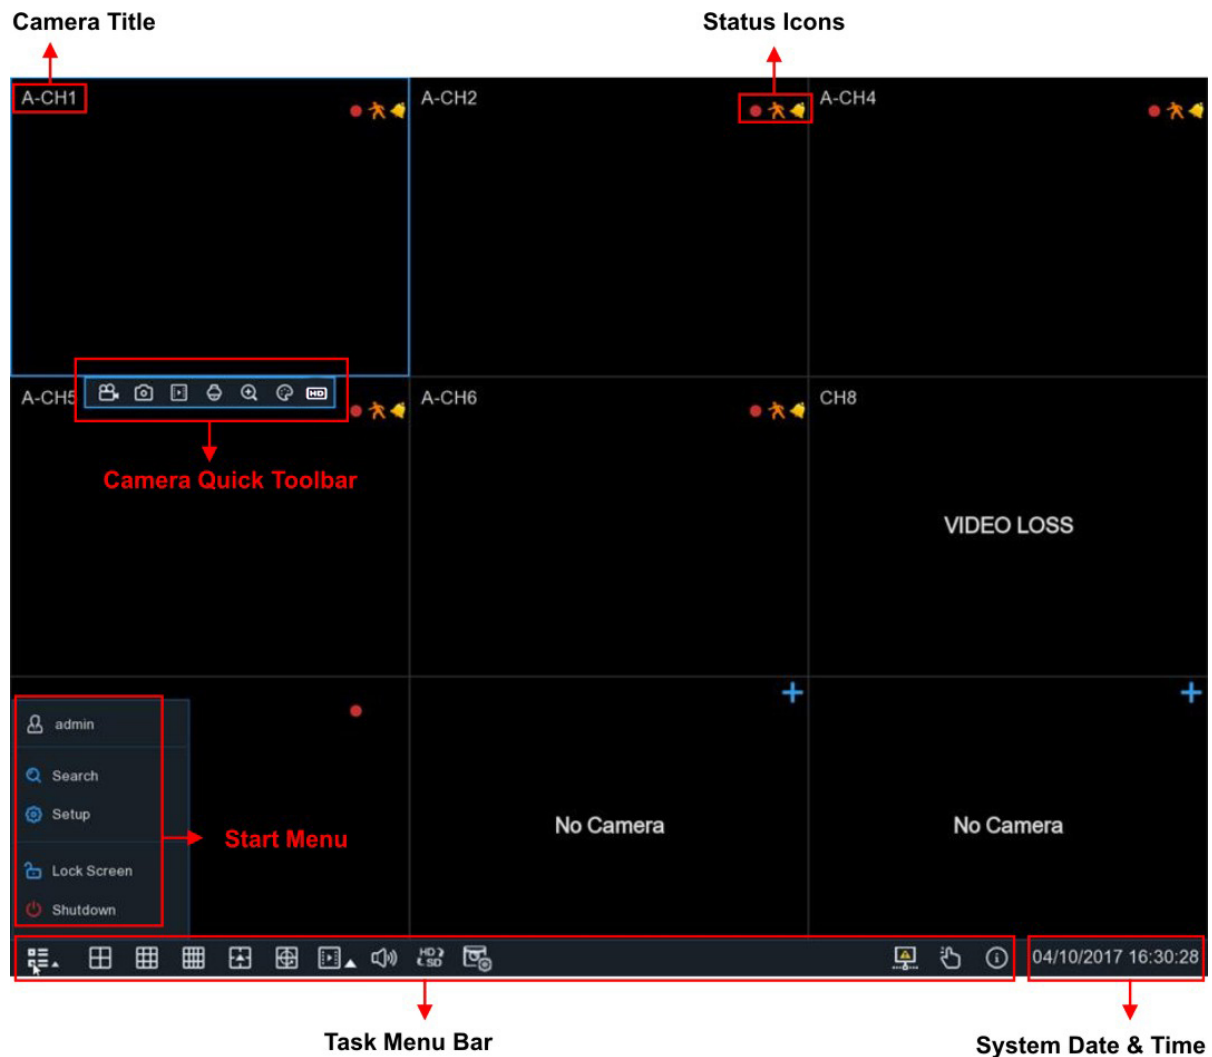 Camera Title
Status Icons
A-CH1
A-CH2
A-CH4
A-CH5
HD
A-CH6
CH8
Camera Quick Toolbar
VIDEO LOSS
admin
Search
Setup
Start Menu
No Camera
No Camera
Lock Screen
Shutdown
HD
SD
04/10/2017 16:30:28
Task Menu Bar
System Date & Time